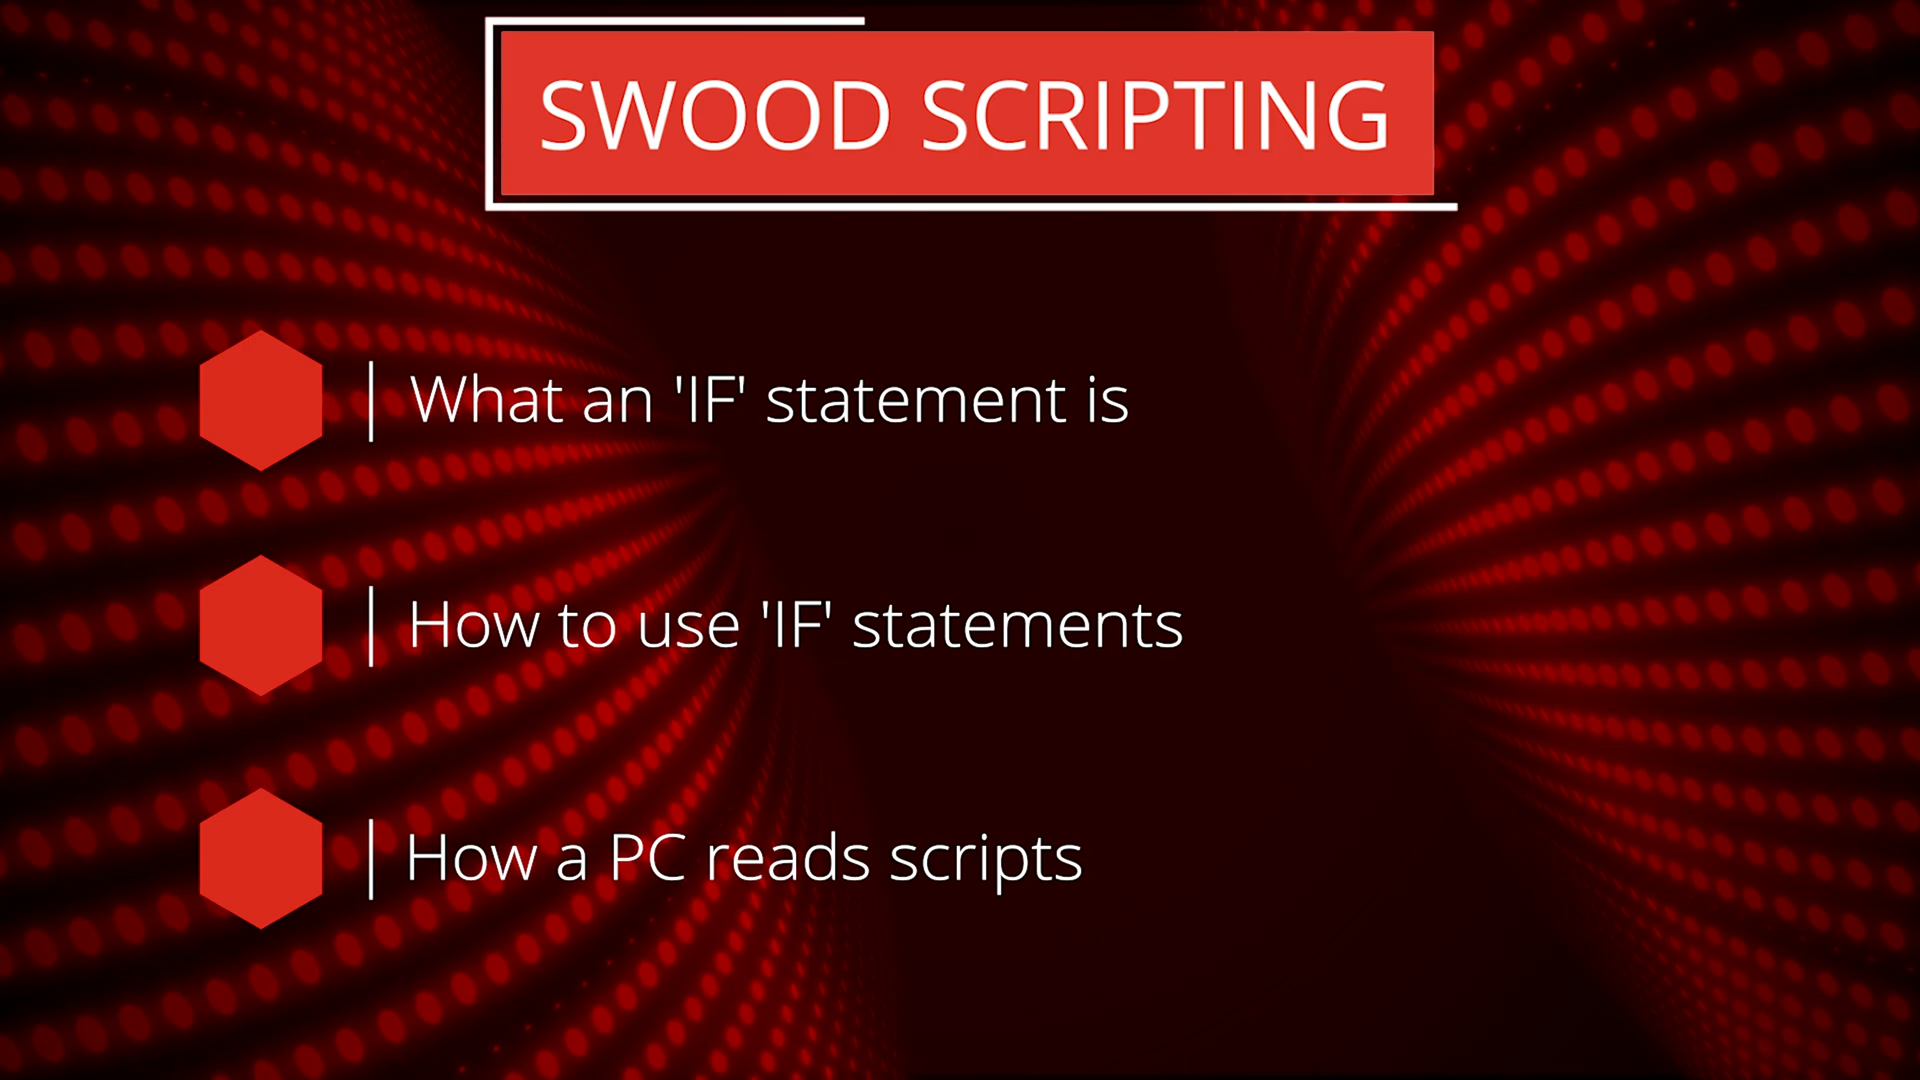 SWOOD SCRIPTING
What an 'IF' statement is
How to use 'IF' statements
How a PC reads scripts